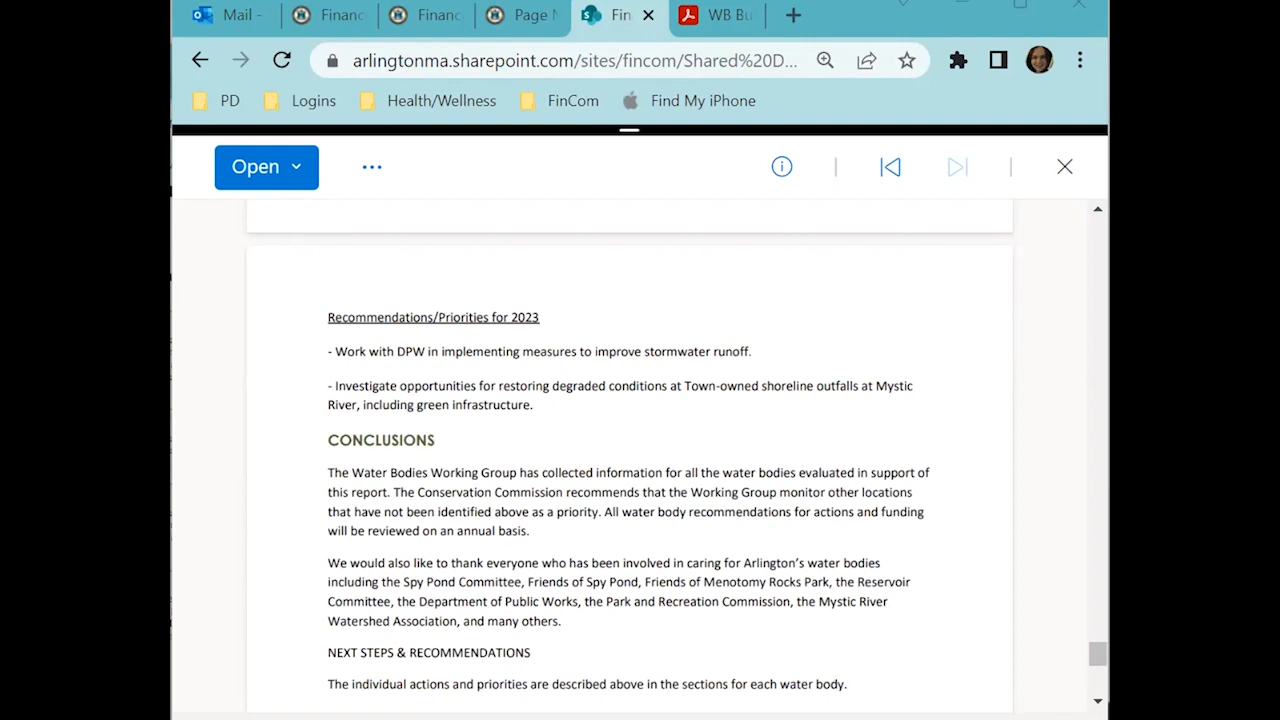 Mail -
Financ
Financ
Page N
Fin
WB Bu
arlingtonma.sharepoint.com/sites/fincom/Shared%20D...
PD
Logins
Health/Wellness
FinCom
Find My iPhone
Open
Recommendations/Priorities for 2023
- Work with DPW in implementing measures to improve stormwater runoff.
- Investigate opportunities for restoring degraded conditions at Town-owned shoreline outfalls at Mystic
River, including green infrastructure.
CONCLUSIONS
The Water Bodies Working Group has collected information for all the water bodies evaluated in support of
this report. The Conservation Commission recommends that the Working Group monitor other locations
that have not been identified above as a priority. All water body recommendations for actions and funding
will be reviewed on an annual basis.
We would also like to thank everyone who has been involved in caring for Arlington’s water bodies
including the Spy Pond Committee, Friends of Spy Pond, Friends of Menotomy Rocks Park, the Reservoir
Committee, the Department of Public Works, the Park and Recreation Commission, the Mystic River
Watershed Association, and many others.
NEXT STEPS & RECOMMENDATIONS
The individual actions and priorities are described above in the sections for each water body.